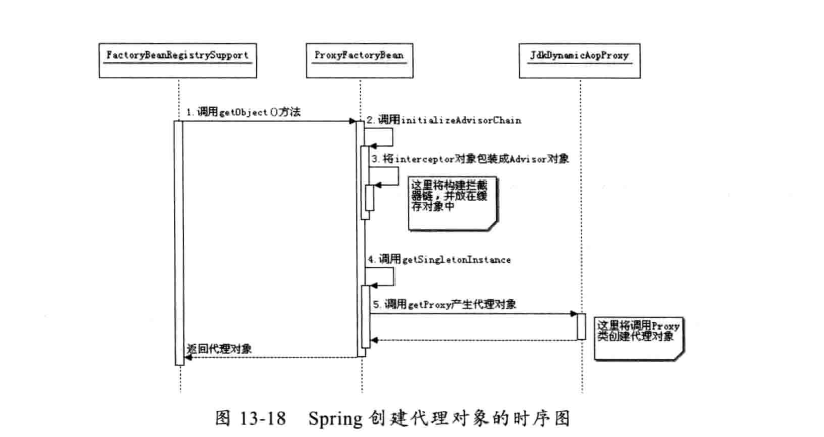 FactoryBeanRegistrySupport
ProxyFactoryBean
JdkDynamicAopProxy
1.调用getObject()方法
2.调用initializeAdvisorChain
3.将interceptor对象包装成Advisor对象
这里将构建拦截
器链，并放在缓
存对象中
4.调用getSingletonInstance
5.调用getProxy产生代理对象
这里将调用Proxy
类创建代理对象
返回代理对象
图 13-18 Spring 创建代理对象的时序图